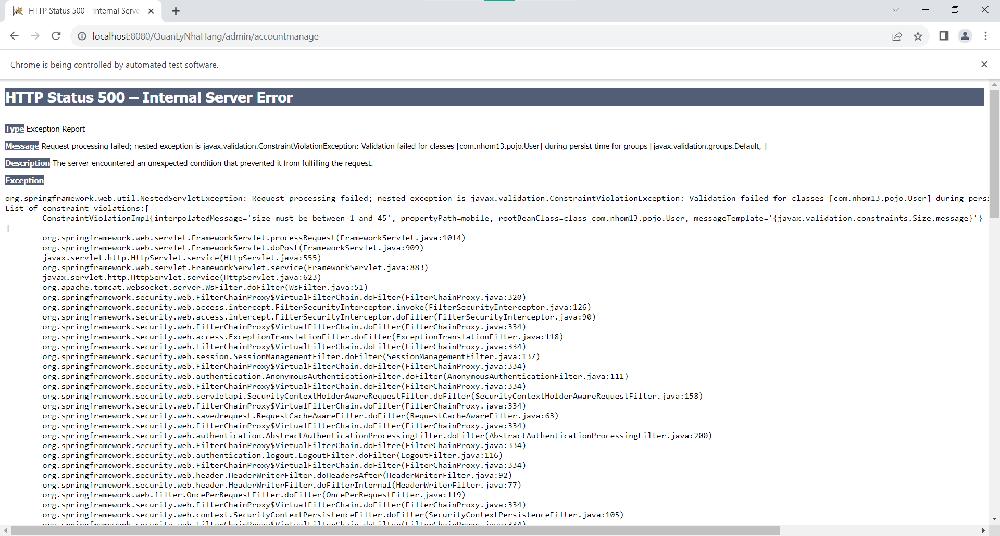 HTTP Status 500 – Internal Serve
localhost:8080/QuanLyNhaHang/admin/accountmanage
Chrome is being controlled by automated test software.
HTTP Status 500 – Internal Server Error
Type Exception Report
Message Request processing failed; nested exception is javax.validation.ConstraintViolationException: Validation failed for classes [com.nhom13.pojo.User] during persist time for groups [javax.validation.groups.Default, ]
Description The server encountered an unexpected condition that prevented it from fulfilling the request.
Exception
org.springframework.web.util.NestedServletException: Request processing failed; nested exception is javax.validation.ConstraintViolationException: Validation failed for classes [com.nhom13.pojo.User] during persi
List of constraint violations:[
ConstraintViolationImpl{interpolatedMessage='size must be between 1 and 45', propertyPath=mobile, rootBeanClass=class com.nhom13.pojo.User, messageTemplate='{javax.validation.constraints.Size.message}'}
]
org.springframework.web.servlet.FrameworkServlet.processRequest(FrameworkServlet.java:1014)
org.springframework.web.servlet.FrameworkServlet.doPost(FrameworkServlet.java:909)
javax.servlet.http.HttpServlet.service(HttpServlet.java:555)
org.springframework.web.servlet.FrameworkServlet.service(FrameworkServlet.java:883)
javax.servlet.http.HttpServlet.service(HttpServlet.java:623)
org.apache.tomcat.websocket.server.WsFilter.doFilter(WsFilter.java:51)
org.springframework.security.web.FilterChainProxy$VirtualFilterChain.doFilter(FilterChainProxy.java:320)
org.springframework.security.web.access.intercept.FilterSecurityInterceptor.invoke(FilterSecurityInterceptor.java:126)
org.springframework.security.web.access.intercept.FilterSecurityInterceptor.doFilter(FilterSecurityInterceptor.java:90)
org.springframework.security.web.FilterChainProxy$VirtualFilterChain.doFilter(FilterChainProxy.java:334)
org.springframework.security.web.access.ExceptionTranslationFilter.doFilter(ExceptionTranslationFilter.java:118)
org.springframework.security.web.FilterChainProxy$VirtualFilterChain.doFilter(FilterChainProxy.java:334)
org.springframework.security.web.session.SessionManagementFilter.doFilter(SessionManagementFilter.java:137)
org.springframework.security.web.FilterChainProxy$VirtualFilterChain.doFilter(FilterChainProxy.java:334)
org.springframework.security.web.authentication.AnonymousAuthenticationFilter.doFilter(AnonymousAuthenticationFilter.java:111)
org.springframework.security.web.FilterChainProxy$VirtualFilterChain.doFilter(FilterChainProxy.java:334)
org.springframework.security.web.servletapi.SecurityContextHolderAwareRequestFilter.doFilter(SecurityContextHolderAwareRequestFilter.java:158)
org.springframework.security.web.FilterChainProxy$VirtualFilterChain.doFilter(FilterChainProxy.java:334)
org.springframework.security.web.savedrequest.RequestCacheAwareFilter.doFilter(RequestCacheAwareFilter.java:63)
org.springframework.security.web.FilterChainProxy$VirtualFilterChain.doFilter(FilterChainProxy.java:334)
org.springframework.security.web.authentication.AbstractAuthenticationProcessingFilter.doFilter(AbstractAuthenticationProcessingFilter.java:200)
org.springframework.security.web.FilterChainProxy$VirtualFilterChain.doFilter(FilterChainProxy.java:334)
org.springframework.security.web.authentication.logout.LogoutFilter.doFilter(LogoutFilter.java:116)
org.springframework.security.web.FilterChainProxy$VirtualFilterChain.doFilter(FilterChainProxy.java:334)
org.springframework.security.web.header.HeaderWriterFilter.doHeadersAfter(HeaderWriterFilter.java:92)
org.springframework.security.web.header.HeaderWriterFilter.doFilterInternal(HeaderWriterFilter.java:77)
org.springframework.web.filter.OncePerRequestFilter.doFilter(OncePerRequestFilter.java:119)
org.springframework.security.web.FilterChainProxy$VirtualFilterChain.doFilter(FilterChainProxy.java:334)
org.springframework.security.web.context.SecurityContextPersistenceFilter.doFilter(SecurityContextPersistenceFilter.java:105)
org.springframework.security.web.FilterChainProxy$VirtualFilterChain.doFilter(FilterChainProxy.java:334)